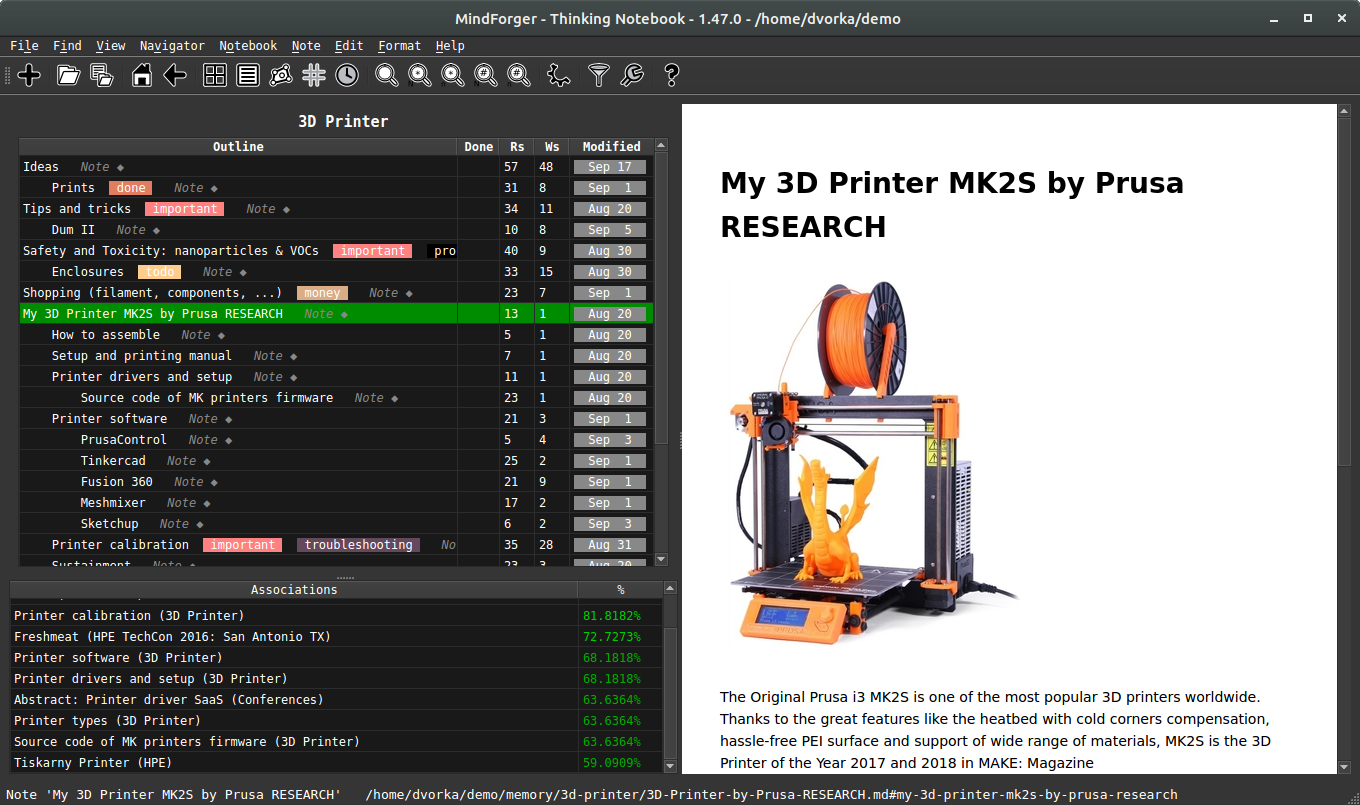 MindForger - Thinking Notebook - 1.47.0 - /home/dvorka/demo
File Find View Navigator Notebook Note Edit Format Help
3D Printer
Outline Done Rs Ws Modified
Ideas Note ◆ 57 48 Sep 17
Prints done Note ◆ 31 8 Sep 1
Tips and tricks important Note ◆ 34 11 Aug 20
Dum II Note ◆ 10 8 Sep 5
Safety and Toxicity: nanoparticles & VOCs important pro 40 9 Aug 30
Enclosures todo Note ◆ 33 15 Aug 30
Shopping (filament, components, ...) money Note ◆ 23 7 Sep 1
My 3D Printer MK2S by Prusa RESEARCH Note ◆ 13 1 Aug 20
How to assemble Note ◆ 5 1 Aug 20
Setup and printing manual Note ◆ 7 1 Aug 20
Printer drivers and setup Note ◆ 11 1 Aug 20
Source code of MK printers firmware Note ◆ 23 1 Aug 20
Printer software Note ◆ 21 3 Sep 1
PrusaControl Note ◆ 5 4 Sep 3
Tinkercad Note ◆ 25 2 Sep 1
Fusion 360 Note ◆ 21 9 Sep 1
Meshmixer Note ◆ 17 2 Sep 1
Sketchup Note ◆ 6 2 Sep 3
Printer calibration important troubleshooting No 35 28 Aug 31
Sustainment Note ◆ 23 3 Aug 20
Associations %
Printer calibration (3D Printer) 81.8182%
Freshmeat (HPE TechCon 2016: San Antonio TX) 72.7273%
Printer software (3D Printer) 68.1818%
Printer drivers and setup (3D Printer) 68.1818%
Abstract: Printer driver SaaS (Conferences) 63.6364%
Printer types (3D Printer) 63.6364%
Source code of MK printers firmware (3D Printer) 63.6364%
Tiskarny Printer (HPE) 59.0909%
My 3D Printer MK2S by Prusa
RESEARCH
The Original Prusa i3 MK2S is one of the most popular 3D printers worldwide.
Thanks to the great features like the heatbed with cold corners compensation,
hassle-free PEI surface and support of wide range of materials, MK2S is the 3D
Printer of the Year 2017 and 2018 in MAKE: Magazine
Note 'My 3D Printer MK2S by Prusa RESEARCH' /home/dvorka/demo/memory/3d-printer/3D-Printer-by-Prusa-RESEARCH.md#my-3d-printer-mk2s-by-prusa-research